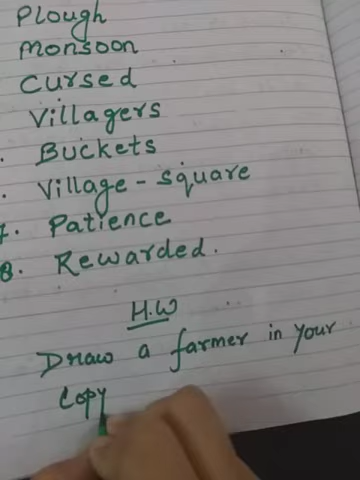 Plough
Monsoon
Cursed
Villagers
. Buckets
. Village - square
7. Patience
8. Rewarded.
H.W
Draw a farmer in your
copy